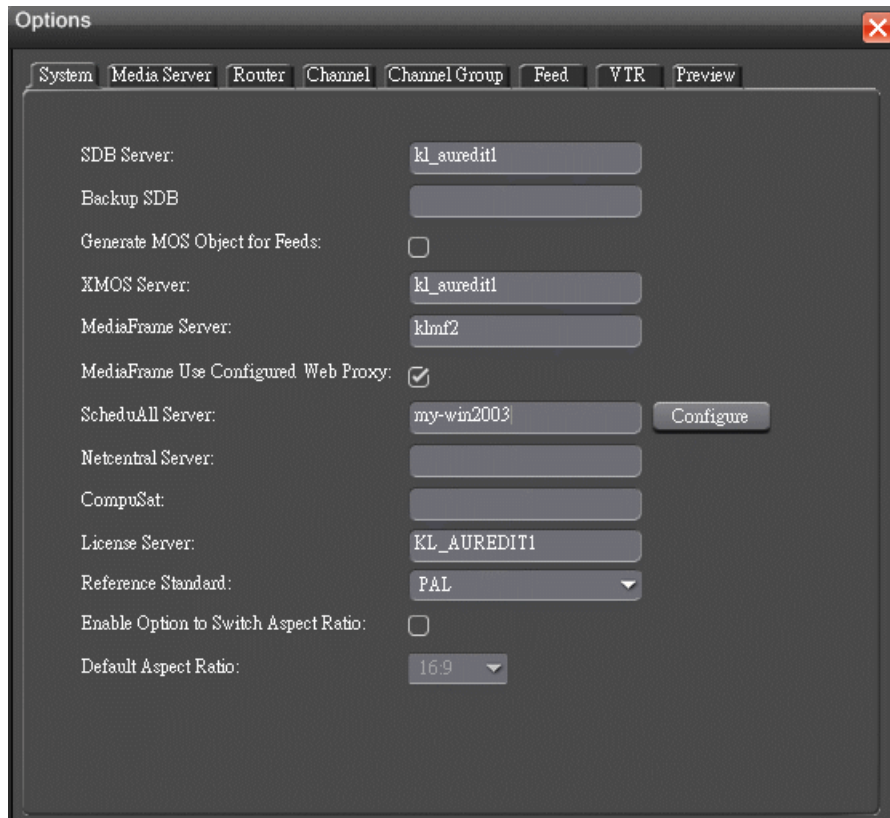 Options
System Media Server Router Channel Channel Group Feed VTR Preview
SDB Server: kl_auredit1
Backup SDB
Generate MOS Object for Feeds:
XMOS Server: kl_auredit1
MediaFrame Server: klmf2
MediaFrame Use Configured Web Proxy:
ScheduAll Server: my-win2003 Configure
Netcentral Server:
CompuSat:
License Server: KL_AUREDIT1
Reference Standard: PAL
Enable Option to Switch Aspect Ratio:
Default Aspect Ratio: 16:9